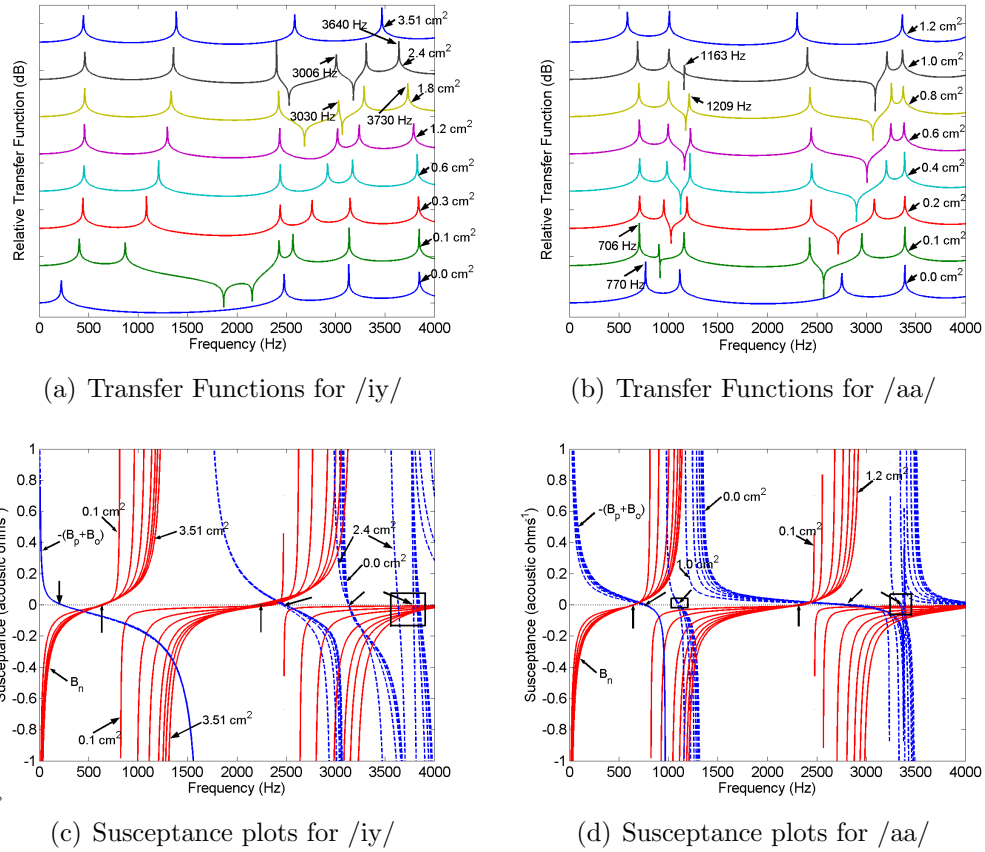 Relative Transfer Function (dB)
3640 Hz
3.51 cm²
2.4 cm²
3006 Hz
1.8 cm²
3030 Hz
3730 Hz
1.2 cm²
0.6 cm²
0.3 cm²
0.1 cm²
0.0 cm²
0 500 1000 1500 2000 2500 3000 3500 4000
Frequency (Hz)
(a) Transfer Functions for /iy/
Relative Transfer Function (dB)
1.2 cm²
1163 Hz
1.0 cm²
0.8 cm²
1209 Hz
0.6 cm²
0.4 cm²
0.2 cm²
706 Hz
0.1 cm²
770 Hz
0.0 cm²
0 500 1000 1500 2000 2500 3000 3500 4000
Frequency (Hz)
(b) Transfer Functions for /aa/
Susceptance (acoustic ohms⁻¹)
1
0.8
0.6
0.4
0.2
0
-0.2
-0.4
-0.6
-0.8
-1
0.1 cm²
-(Bp+Bo)
3.51 cm²
2.4 cm²
0.0 cm²
Bn
0.1 cm²
3.51 cm²
0 500 1000 1500 2000 2500 3000 3500 4000
Frequency (Hz)
(c) Susceptance plots for /iy/
Susceptance (acoustic ohms⁻¹)
1
0.8
0.6
0.4
0.2
0
-0.2
-0.4
-0.6
-0.8
-1
1.2 cm²
0.0 cm²
-(Bp+Bo)
0.1 cm²
1.0 cm²
Bn
0 500 1000 1500 2000 2500 3000 3500 4000
Frequency (Hz)
(d) Susceptance plots for /aa/